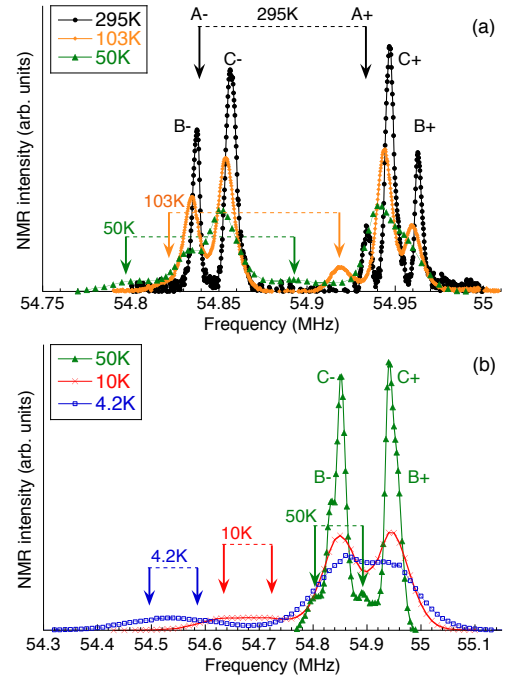 A-
295K
A+
(a)
295K
103K
50K
C-
C+
B-
B+
103K
50K
NMR intensity (arb. units)
54.75
54.8
54.85
54.9
54.95
55
Frequency (MHz)
(b)
50K
10K
4.2K
C-
C+
B-
B+
50K
10K
4.2K
NMR intensity (arb. units)
54.3
54.4
54.5
54.6
54.7
54.8
54.9
55
55.1
Frequency (MHz)